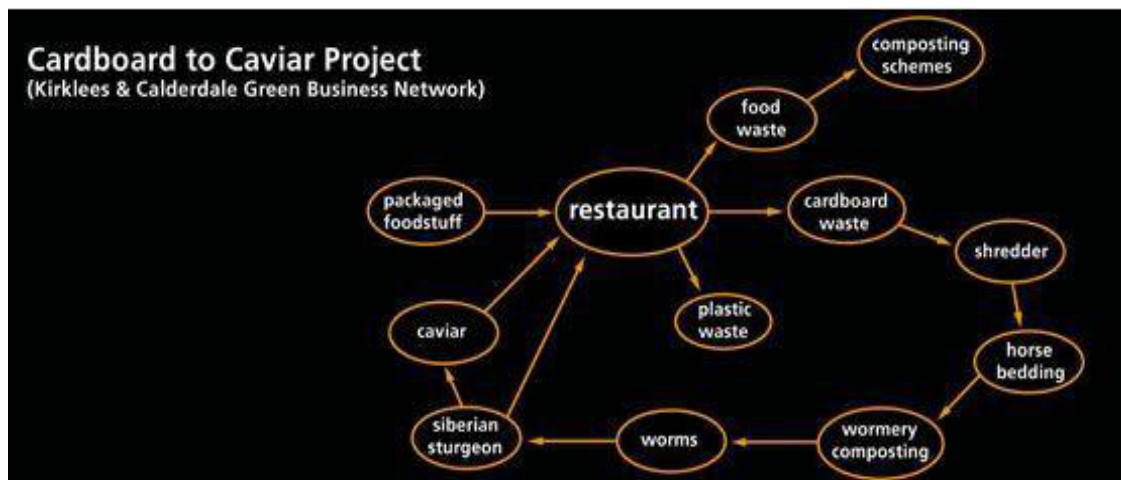 Cardboard to Caviar Project
(Kirklees & Calderdale Green Business Network)
composting
schemes
food
waste
packaged
foodstuff
restaurant
cardboard
waste
shredder
plastic
waste
caviar
horse
bedding
siberian
sturgeon
worms
wormery
composting